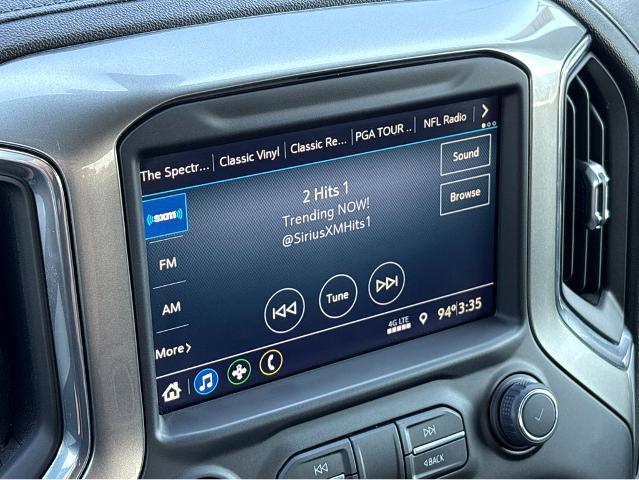 The Spectr... Classic Vinyl Classic Re... PGA TOUR .. NFL Radio
Sound
Browse
((sxm))
2 Hits 1
Trending NOW!
@SiriusXMHits1
FM
AM
More
Tune
4G LTE
94° 3:35
BACK